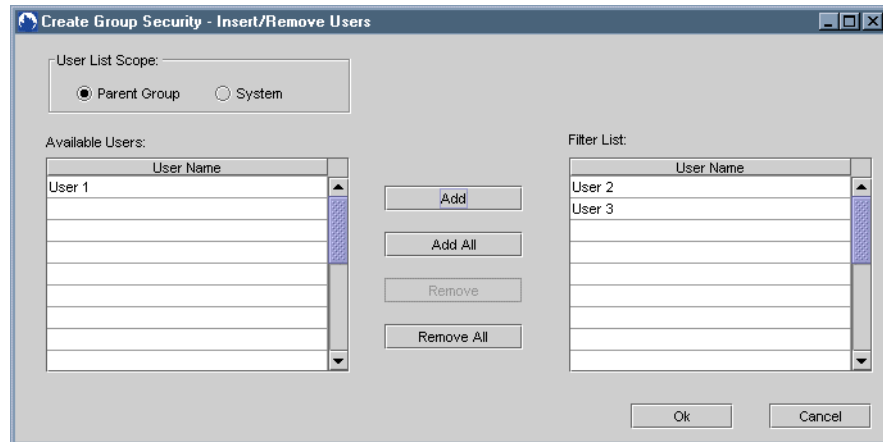 Create Group Security - Insert/Remove Users
User List Scope:
Parent Group System
Available Users:
Filter List:
User Name
User Name
User 1
User 2
User 3
Add
Add All
Remove
Remove All
Ok Cancel